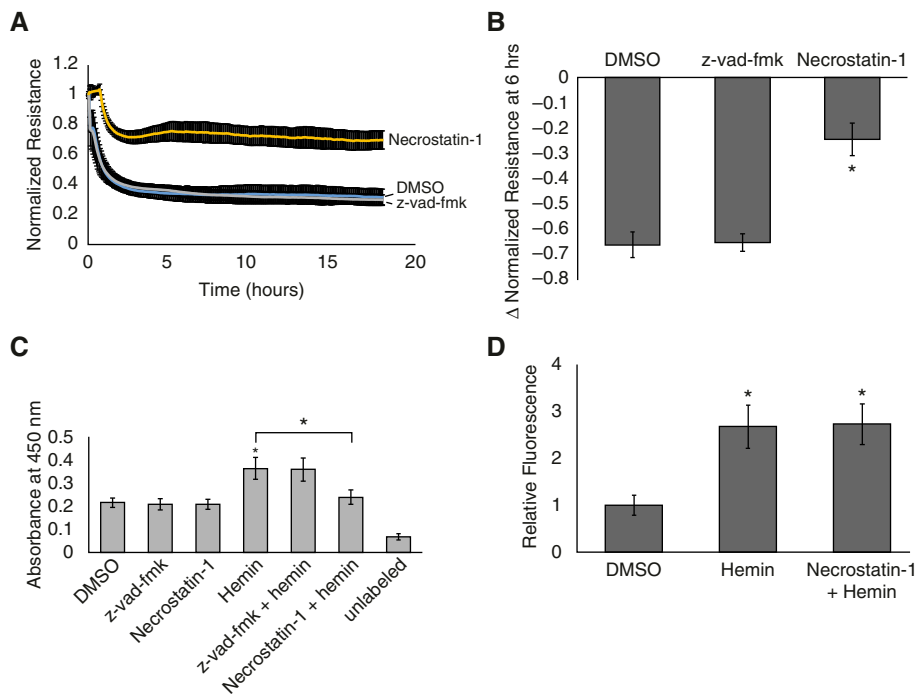 A
Normalized Resistance
1.2
1
0.8
0.6
0.4
0.2
0
0
5
10
15
20
Time (hours)
Necrostatin-1
DMSO
z-vad-fmk
B
Δ Normalized Resistance at 6 hrs
DMSO
z-vad-fmk
Necrostatin-1
0
–0.1
–0.2
–0.3
–0.4
–0.5
–0.6
–0.7
–0.8
*
C
Absorbance at 450 nm
0.5
0.4
0.3
0.2
0.1
0
*
*
DMSO
z-vad-fmk
Necrostatin-1
Hemin
z-vad-fmk + hemin
Necrostatin-1 + hemin
unlabeled
D
Relative Fluorescence
4
3
2
1
0
*
*
DMSO
Hemin
Necrostatin-1
+ Hemin